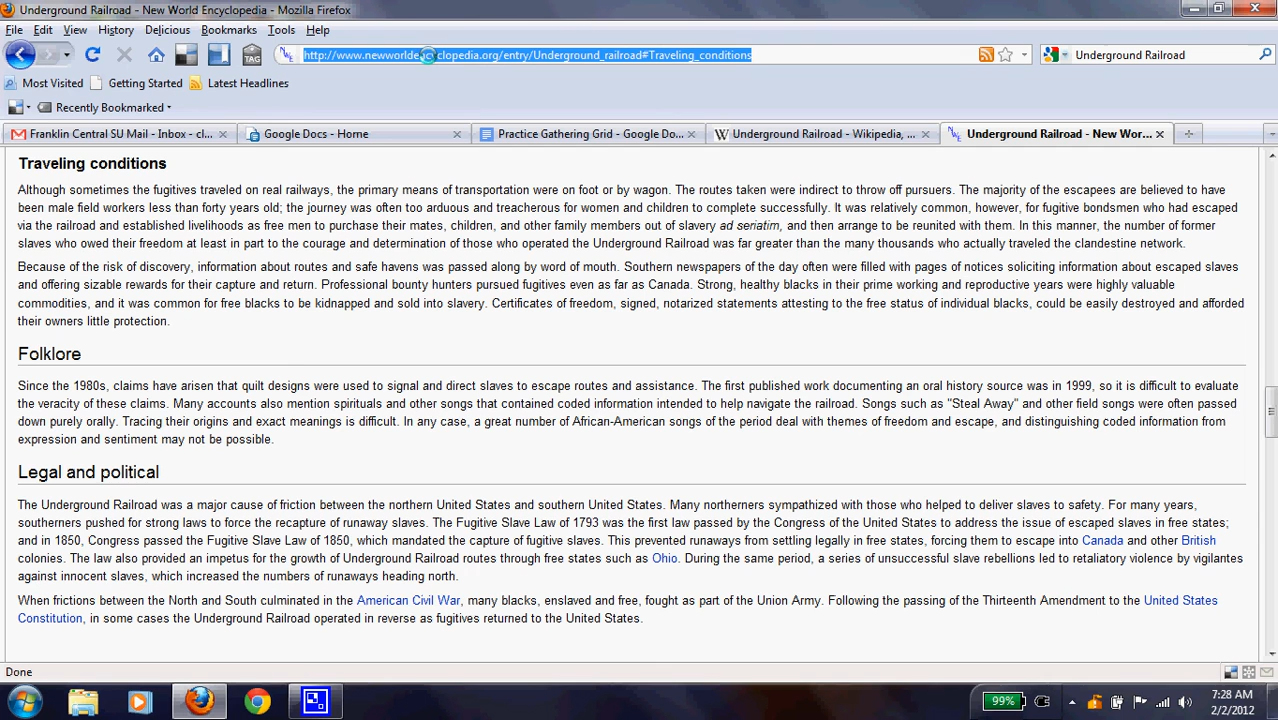 Underground Railroad - New World Encyclopedia - Mozilla Firefox
File Edit View History Delicious Bookmarks Tools Help
TAG http://www.newworldencyclopedia.org/entry/Underground_railroad#Traveling_conditions Underground Railroad
Most Visited Getting Started Latest Headlines
Recently Bookmarked
Franklin Central SU Mail - Inbox - cl... Google Docs - Home Practice Gathering Grid - Google Do... Underground Railroad - Wikipedia, ... Underground Railroad - New Wor...
Traveling conditions
Although sometimes the fugitives traveled on real railways, the primary means of transportation were on foot or by wagon. The routes taken were indirect to throw off pursuers. The majority of the escapees are believed to have
been male field workers less than forty years old; the journey was often too arduous and treacherous for women and children to complete successfully. It was relatively common, however, for fugitive bondsmen who had escaped
via the railroad and established livelihoods as free men to purchase their mates, children, and other family members out of slavery ad seriatim, and then arrange to be reunited with them. In this manner, the number of former
slaves who owed their freedom at least in part to the courage and determination of those who operated the Underground Railroad was far greater than the many thousands who actually traveled the clandestine network.
Because of the risk of discovery, information about routes and safe havens was passed along by word of mouth. Southern newspapers of the day often were filled with pages of notices soliciting information about escaped slaves
and offering sizable rewards for their capture and return. Professional bounty hunters pursued fugitives even as far as Canada. Strong, healthy blacks in their prime working and reproductive years were highly valuable
commodities, and it was common for free blacks to be kidnapped and sold into slavery. Certificates of freedom, signed, notarized statements attesting to the free status of individual blacks, could be easily destroyed and afforded
their owners little protection.
Folklore
Since the 1980s, claims have arisen that quilt designs were used to signal and direct slaves to escape routes and assistance. The first published work documenting an oral history source was in 1999, so it is difficult to evaluate
the veracity of these claims. Many accounts also mention spirituals and other songs that contained coded information intended to help navigate the railroad. Songs such as "Steal Away" and other field songs were often passed
down purely orally. Tracing their origins and exact meanings is difficult. In any case, a great number of African-American songs of the period deal with themes of freedom and escape, and distinguishing coded information from
expression and sentiment may not be possible.
Legal and political
The Underground Railroad was a major cause of friction between the northern United States and southern United States. Many northerners sympathized with those who helped to deliver slaves to safety. For many years,
southerners pushed for strong laws to force the recapture of runaway slaves. The Fugitive Slave Law of 1793 was the first law passed by the Congress of the United States to address the issue of escaped slaves in free states;
and in 1850, Congress passed the Fugitive Slave Law of 1850, which mandated the capture of fugitive slaves. This prevented runaways from settling legally in free states, forcing them to escape into Canada and other British
colonies. The law also provided an impetus for the growth of Underground Railroad routes through free states such as Ohio. During the same period, a series of unsuccessful slave rebellions led to retaliatory violence by vigilantes
against innocent slaves, which increased the numbers of runaways heading north.
When frictions between the North and South culminated in the American Civil War, many blacks, enslaved and free, fought as part of the Union Army. Following the passing of the Thirteenth Amendment to the United States
Constitution, in some cases the Underground Railroad operated in reverse as fugitives returned to the United States.
Done
99% 7:28 AM
2/2/2012